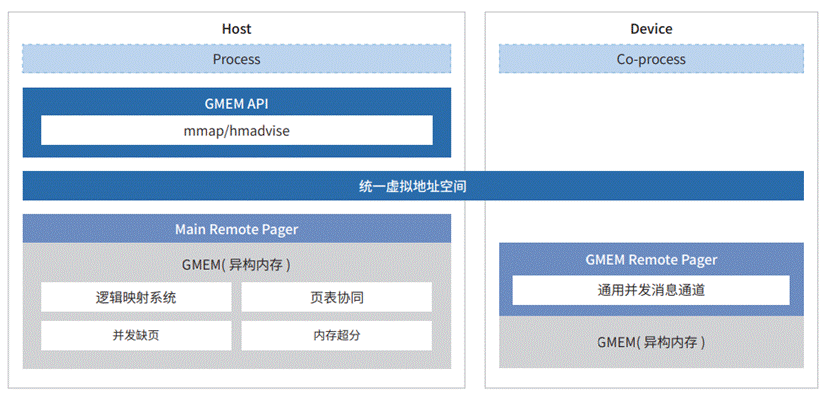 Host
Process
GMEM API
mmap/hmadvise
Device
Co-process
统一虚拟地址空间
Main Remote Pager
GMEM( 异构内存 )
逻辑映射系统
页表协同
并发缺页
内存超分
GMEM Remote Pager
通用并发消息通道
GMEM( 异构内存 )